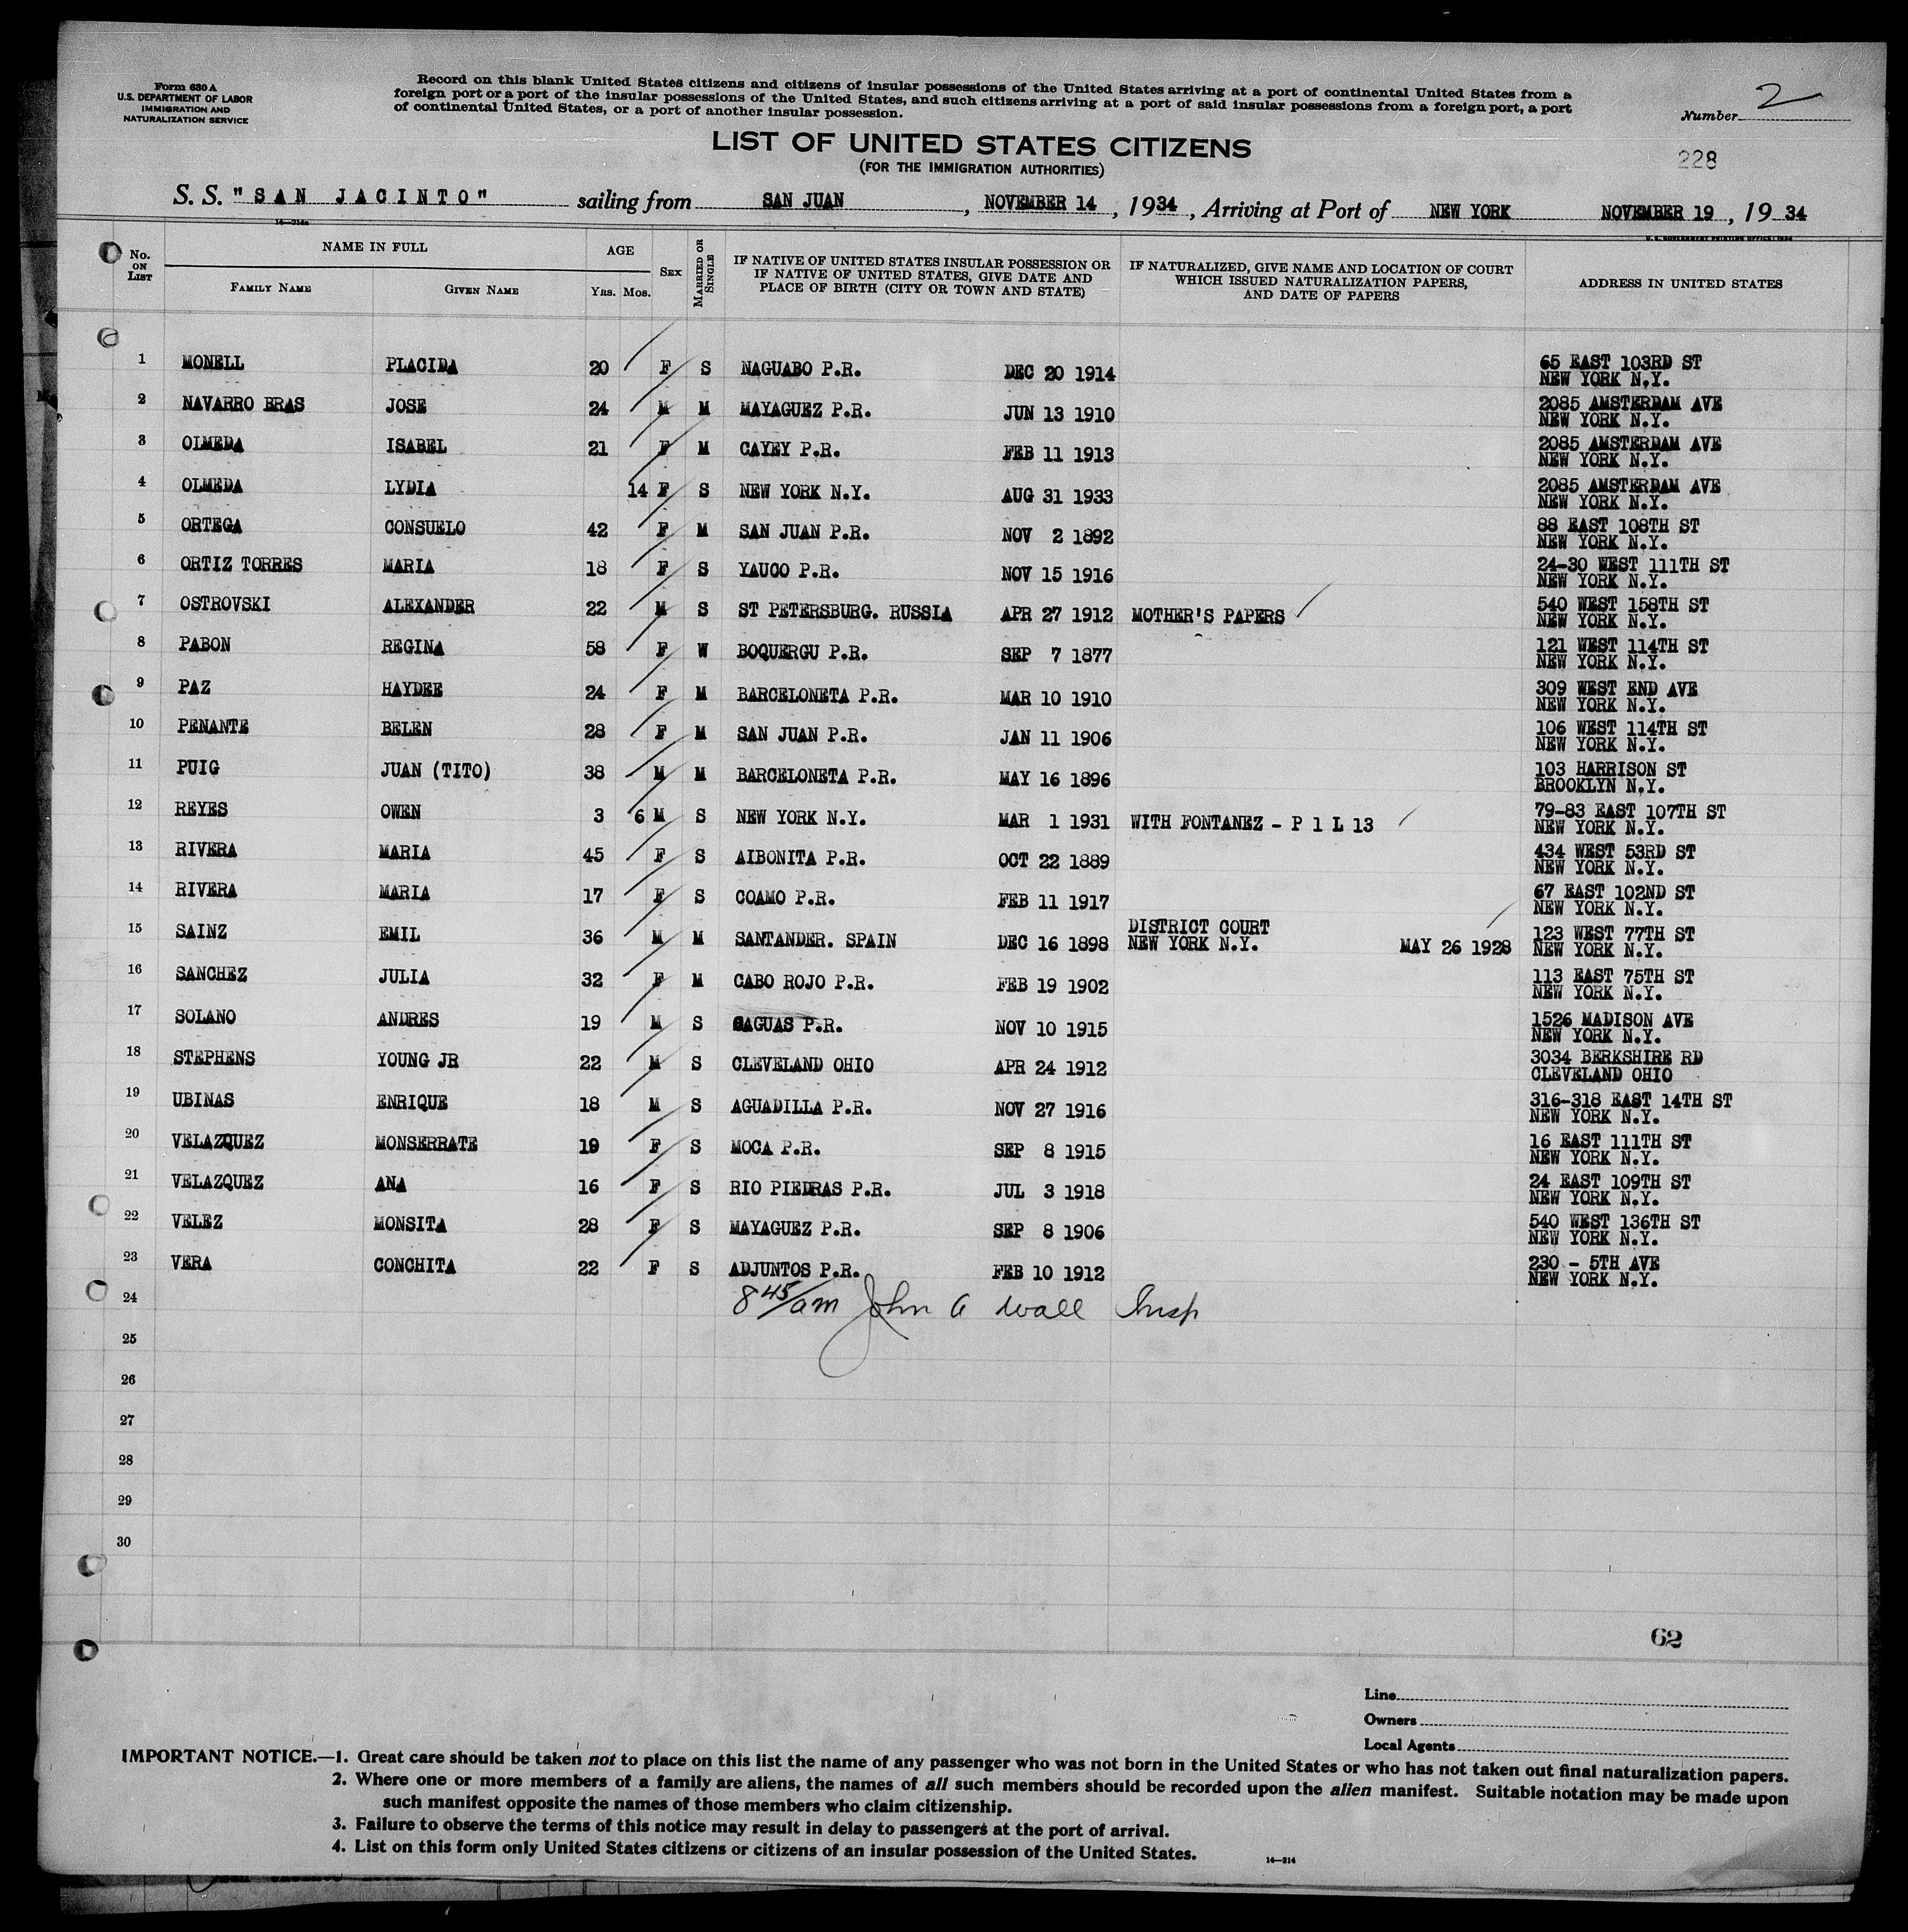 Form 630 A
U.S. DEPARTMENT OF LABOR
IMMIGRATION AND
NATURALIZATION SERVICE
Record on this blank United States citizens and citizens of insular possessions of the United States arriving at a port of continental United States from a
foreign port or a port of the insular possessions of the United States, and such citizens arriving at a port of said insular possessions from a foreign port, a port
of continental United States, or a port of another insular possession.
Number 2
LIST OF UNITED STATES CITIZENS
(FOR THE IMMIGRATION AUTHORITIES)
228
S. S. "SAN JACINTO" sailing from SAN JUAN, NOVEMBER 14, 1934, Arriving at Port of NEW YORK NOVEMBER 19, 1934
14—214a
U. S. GOVERNMENT PRINTING OFFICE: 1934
No. ON LIST
NAME IN FULL
FAMILY NAME GIVEN NAME
AGE
YRS. MOS.
SEX
MARRIED OR SINGLE
IF NATIVE OF UNITED STATES INSULAR POSSESSION OR
IF NATIVE OF UNITED STATES, GIVE DATE AND
PLACE OF BIRTH (CITY OR TOWN AND STATE)
IF NATURALIZED, GIVE NAME AND LOCATION OF COURT
WHICH ISSUED NATURALIZATION PAPERS,
AND DATE OF PAPERS
ADDRESS IN UNITED STATES
1 MONELL PLACIDA 20 F S NAGUABO P.R. DEC 20 1914 65 EAST 103RD ST
NEW YORK N.Y.
2 NAVARRO BRAS JOSE 24 M M MAYAGUEZ P.R. JUN 13 1910 2085 AMSTERDAM AVE
NEW YORK N.Y.
3 OLMEDA ISABEL 21 F M CAYEY P.R. FEB 11 1913 2085 AMSTERDAM AVE
NEW YORK N.Y.
4 OLMEDA LYDIA 14 F S NEW YORK N.Y. AUG 31 1933 2085 AMSTERDAM AVE
NEW YORK N.Y.
5 ORTEGA CONSUELO 42 F M SAN JUAN P.R. NOV 2 1892 88 EAST 108TH ST
NEW YORK N.Y.
6 ORTIZ TORRES MARIA 18 F S YAUCO P.R. NOV 15 1916 24-30 WEST 111TH ST
NEW YORK N.Y.
7 OSTROVSKI ALEXANDER 22 M S ST PETERSBURG. RUSSIA APR 27 1912 MOTHER'S PAPERS 540 WEST 158TH ST
NEW YORK N.Y.
8 PABON REGINA 58 F W BOQUERGU P.R. SEP 7 1877 121 WEST 114TH ST
NEW YORK N.Y.
9 PAZ HAYDEE 24 F M BARCELONETA P.R. MAR 10 1910 309 WEST END AVE
NEW YORK N.Y.
10 PENANTE BELEN 28 F M SAN JUAN P.R. JAN 11 1906 106 WEST 114TH ST
NEW YORK N.Y.
11 PUIG JUAN (TITO) 38 M M BARCELONETA P.R. MAY 16 1896 103 HARRISON ST
BROOKLYN N.Y.
12 REYES OWEN 3 6 M S NEW YORK N.Y. MAR 1 1931 WITH FONTANEZ - P 1 L 13 79-83 EAST 107TH ST
NEW YORK N.Y.
13 RIVERA MARIA 45 F S AIBONITA P.R. OCT 22 1889 434 WEST 53RD ST
NEW YORK N.Y.
14 RIVERA MARIA 17 F S COAMO P.R. FEB 11 1917 67 EAST 102ND ST
NEW YORK N.Y.
15 SAINZ EMIL 36 M M SANTANDER. SPAIN DEC 16 1898 DISTRICT COURT
NEW YORK N.Y. MAY 26 1928 123 WEST 77TH ST
NEW YORK N.Y.
16 SANCHEZ JULIA 32 F M CABO ROJO P.R. FEB 19 1902 113 EAST 75TH ST
NEW YORK N.Y.
17 SOLANO ANDRES 19 M S CAGUAS P.R. NOV 10 1915 1526 MADISON AVE
NEW YORK N.Y.
18 STEPHENS YOUNG JR 22 M S CLEVELAND OHIO APR 24 1912 3034 BERKSHIRE RD
CLEVELAND OHIO
19 UBINAS ENRIQUE 18 M S AGUADILLA P.R. NOV 27 1916 316-318 EAST 14TH ST
NEW YORK N.Y.
20 VELAZQUEZ MONSERRATE 19 F S MOCA P.R. SEP 8 1915 16 EAST 111TH ST
NEW YORK N.Y.
21 VELAZQUEZ ANA 16 F S RIO PIEDRAS P.R. JUL 3 1918 24 EAST 109TH ST
NEW YORK N.Y.
22 VELEZ MONSITA 28 F S MAYAGUEZ P.R. SEP 8 1906 540 WEST 136TH ST
NEW YORK N.Y.
23 VERA CONCHITA 22 F S ADJUNTOS P.R. FEB 10 1912 230 - 5TH AVE
NEW YORK N.Y.
24 8 45/am John A Wall Insp
25
26
27
28
29
30
62
Line
Owners
Local Agents
IMPORTANT NOTICE.—1. Great care should be taken not to place on this list the name of any passenger who was not born in the United States or who has not taken out final naturalization papers.
2. Where one or more members of a family are aliens, the names of all such members should be recorded upon the alien manifest. Suitable notation may be made upon
such manifest opposite the names of those members who claim citizenship.
3. Failure to observe the terms of this notice may result in delay to passengers at the port of arrival.
4. List on this form only United States citizens or citizens of an insular possession of the United States.
14—214